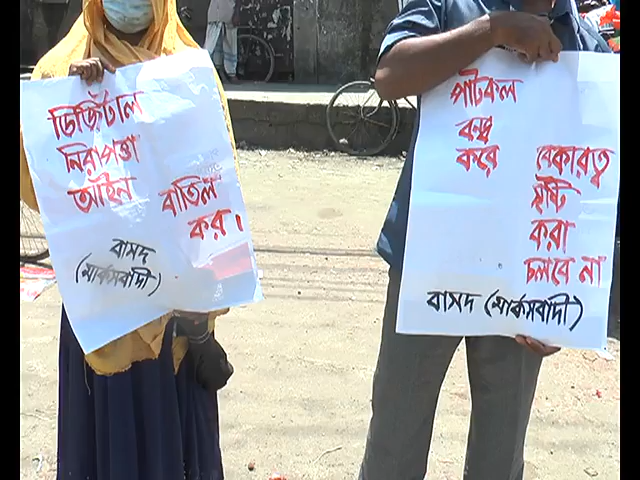 ডিজিটাল
নিরাপত্তা
আইন
বাতিল
কর।
বাসদ
(মার্কসবাদী)
পাটকল
বন্ধ
করে
বেকারত্ব
সৃষ্টি
করা
চলবে না
বাসদ (মার্কসবাদী)